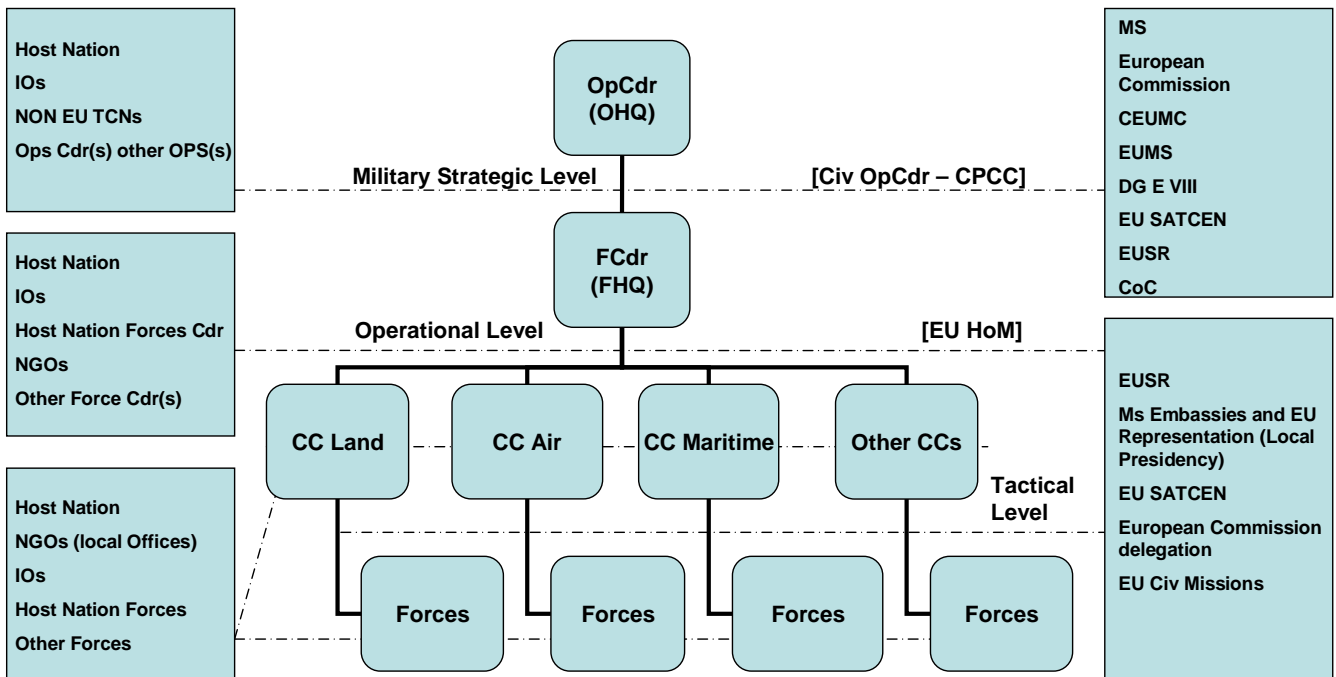 Host Nation
IOs
NON EU TCNs
Ops Cdr(s) other OPS(s)
OpCdr
(OHQ)
MS
European
Commission
CEUMC
EUMS
DG E VIII
EU SATCEN
EUSR
CoC
Military Strategic Level
[Civ OpCdr – CPCC]
Host Nation
IOs
Host Nation Forces Cdr
NGOs
Other Force Cdr(s)
FCdr
(FHQ)
Operational Level
[EU HoM]
EUSR
Ms Embassies and EU
Representation (Local
Presidency)
EU SATCEN
European Commission
delegation
EU Civ Missions
CC Land
CC Air
CC Maritime
Other CCs
Tactical
Level
Host Nation
NGOs (local Offices)
IOs
Host Nation Forces
Other Forces
Forces
Forces
Forces
Forces